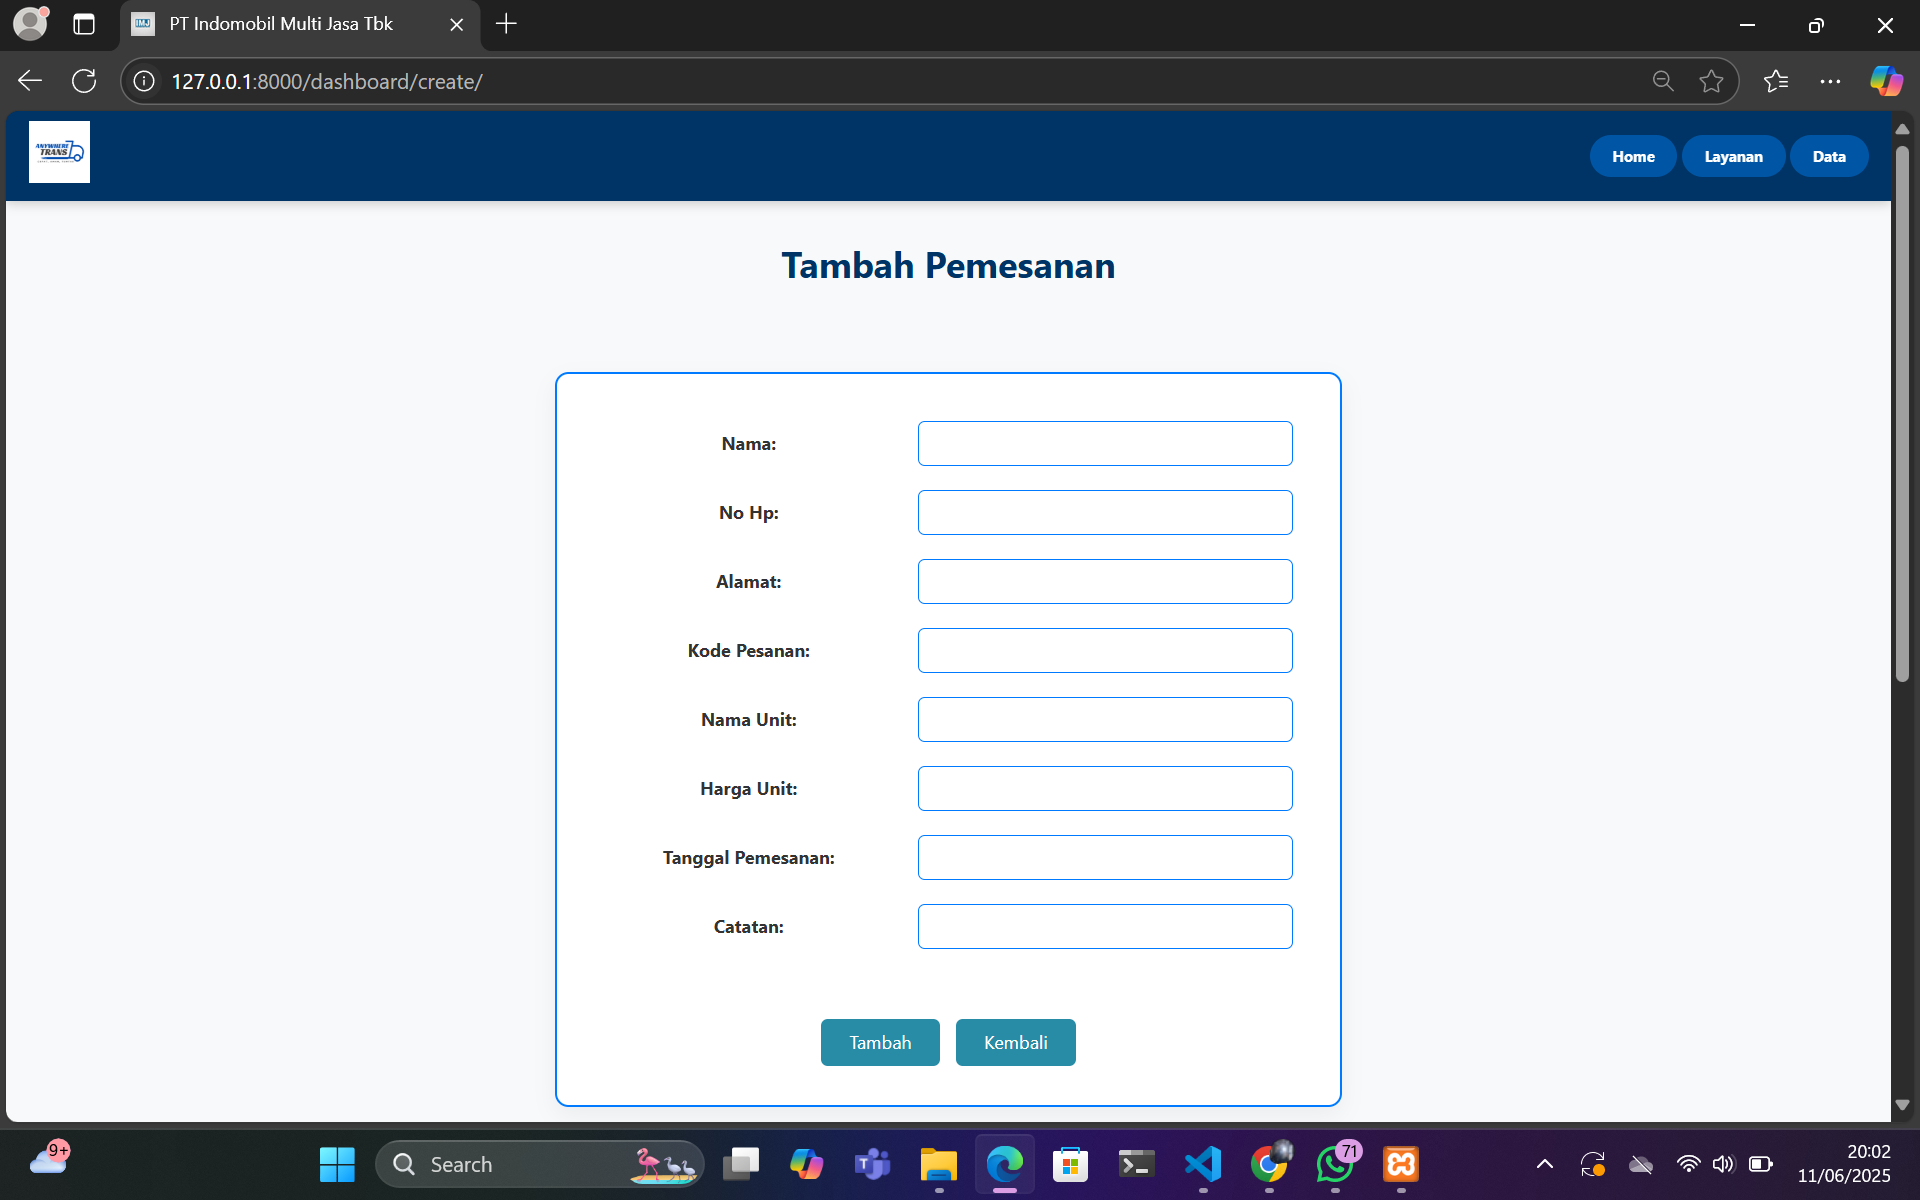 PT Indomobil Multi Jasa Tbk
127.0.0.1:8000/dashboard/create/
ANYWHERE
TRANS
Home
Layanan
Data
Tambah Pemesanan
Nama:
No Hp:
Alamat:
Kode Pesanan:
Nama Unit:
Harga Unit:
Tanggal Pemesanan:
Catatan:
Tambah
Kembali
9+
Search
71
20:02
11/06/2025